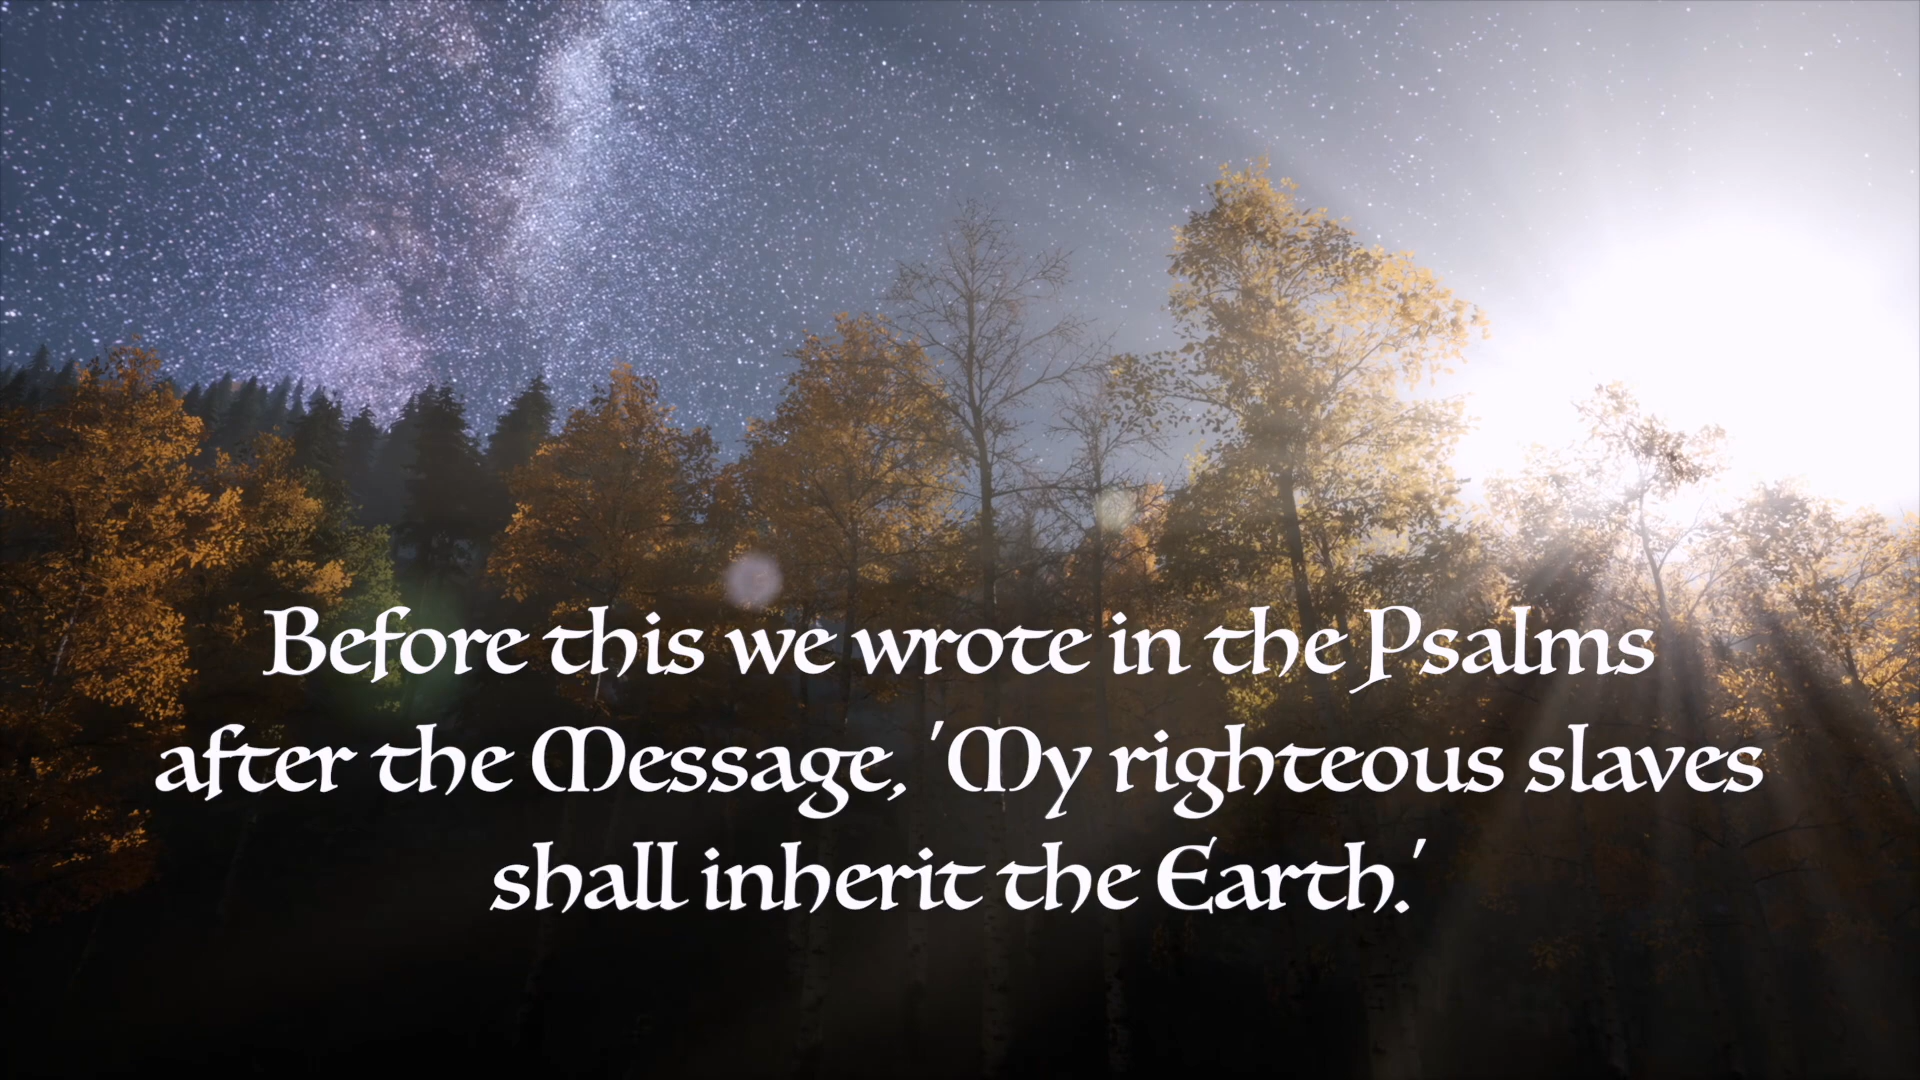 Before this we wrote in the Psalms
after the Message, 'My righteous slaves
shall inherit the Earth.'